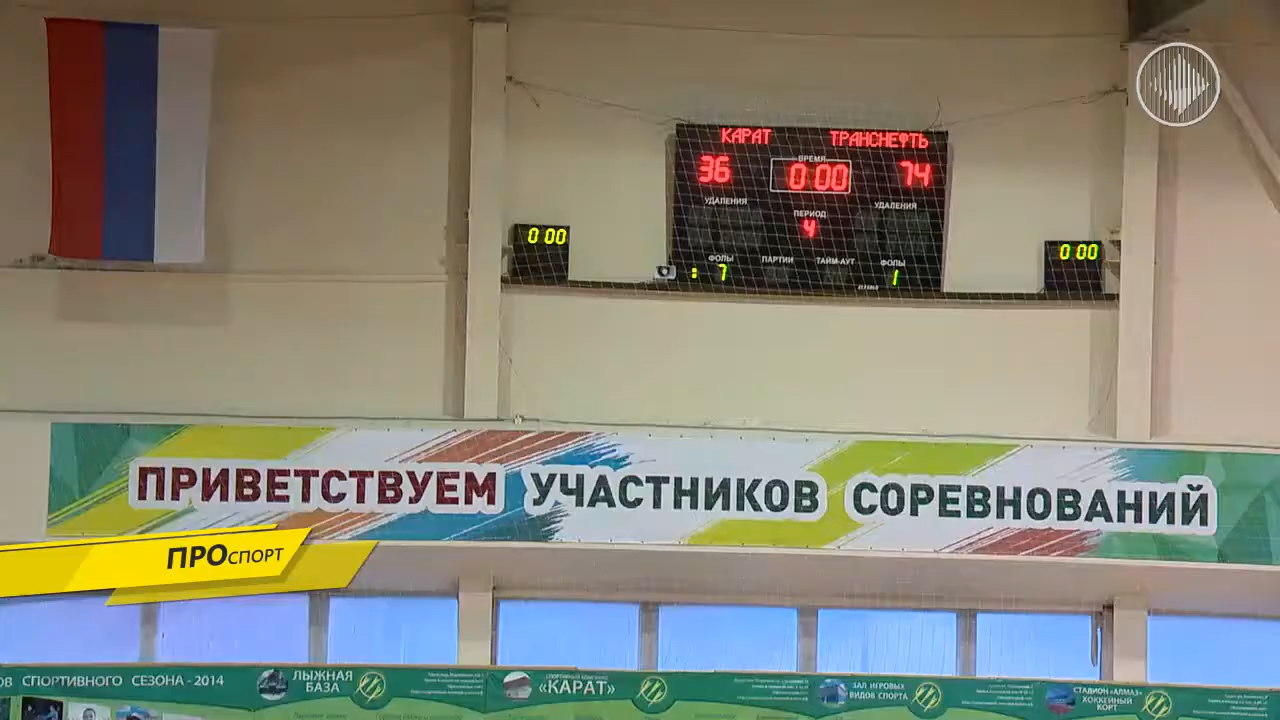 КАРАТ ТРАНСНЕФТЬ
ВРЕМЯ
36 0 00 74
УДАЛЕНИЯ УДАЛЕНИЯ
ПЕРИОД
4
0 00 0 00
ФОЛЫ ПАРТИИ ТАЙМ-АУТ ФОЛЫ
: 7 1
ПРИВЕТСТВУЕМ УЧАСТНИКОВ СОРЕВНОВАНИЙ
ПРОСПОРТ
СПОРТИВНОГО СЕЗОНА - 2014
ЛЫЖНАЯ
БАЗА
СПОРТИВНЫЙ КОМПЛЕКС
«КАРАТ»
ЗАЛ ИГРОВЫХ
ВИДОВ СПОРТА
СТАДИОН «АЛМАЗ»
ХОККЕЙНЫЙ
КОРТ